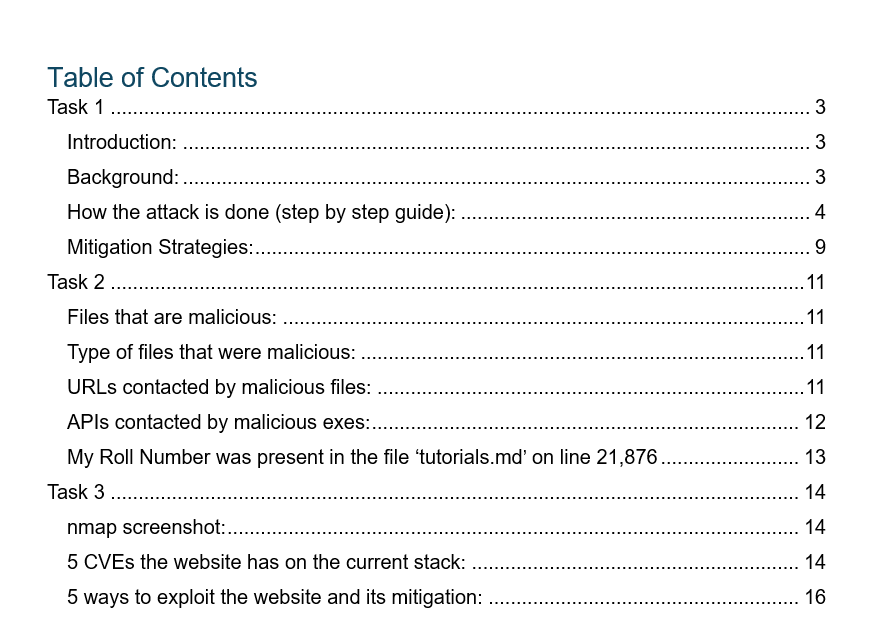 Table of Contents
Task 1 ........................................................................................................................... 3
Introduction: ............................................................................................................... 3
Background: ............................................................................................................... 3
How the attack is done (step by step guide): .............................................................. 4
Mitigation Strategies:.................................................................................................. 9
Task 2 ...........................................................................................................................11
Files that are malicious: ..............................................................................................11
Type of files that were malicious: ................................................................................11
URLs contacted by malicious files: .............................................................................11
APIs contacted by malicious exes:............................................................................. 12
My Roll Number was present in the file ‘tutorials.md’ on line 21,876 ......................... 13
Task 3 .......................................................................................................................... 14
nmap screenshot:....................................................................................................... 14
5 CVEs the website has on the current stack: ........................................................... 14
5 ways to exploit the website and its mitigation: ........................................................ 16